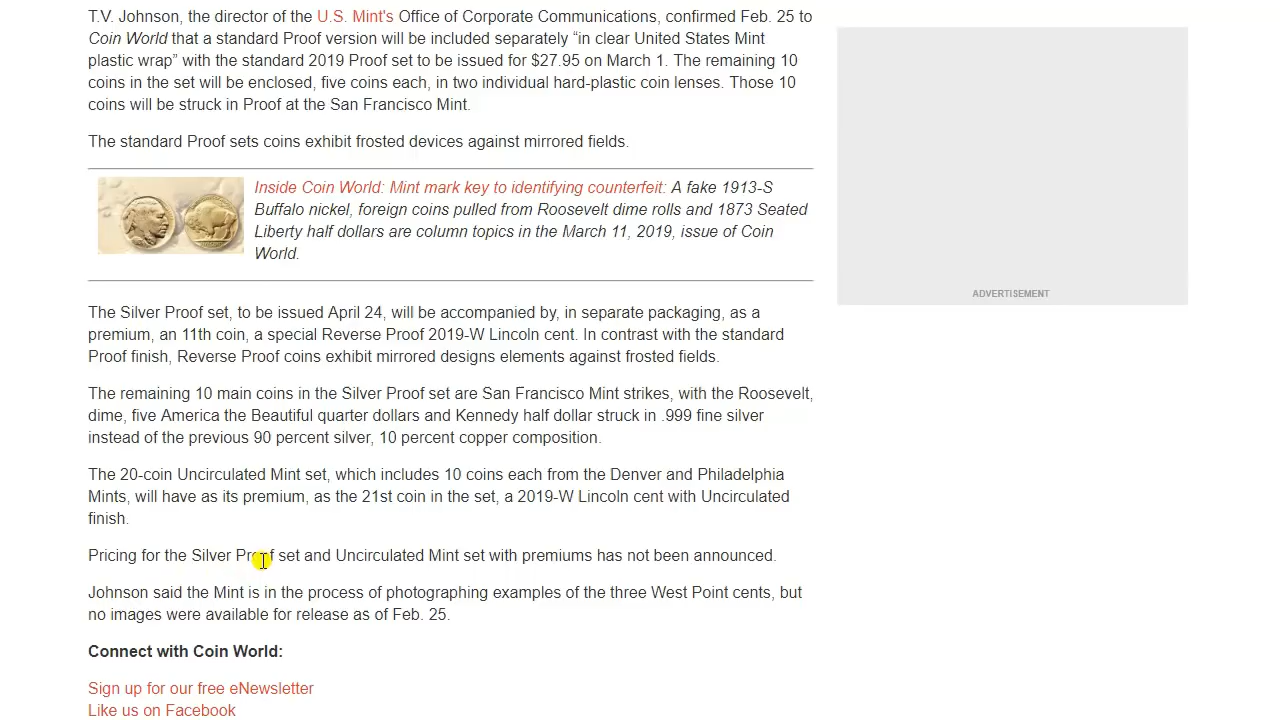 T.V. Johnson, the director of the U.S. Mint's Office of Corporate Communications, confirmed Feb. 25 to
Coin World that a standard Proof version will be included separately “in clear United States Mint
plastic wrap” with the standard 2019 Proof set to be issued for $27.95 on March 1. The remaining 10
coins in the set will be enclosed, five coins each, in two individual hard-plastic coin lenses. Those 10
coins will be struck in Proof at the San Francisco Mint.
The standard Proof sets coins exhibit frosted devices against mirrored fields.
Inside Coin World: Mint mark key to identifying counterfeit: A fake 1913-S
Buffalo nickel, foreign coins pulled from Roosevelt dime rolls and 1873 Seated
Liberty half dollars are column topics in the March 11, 2019, issue of Coin
World.
The Silver Proof set, to be issued April 24, will be accompanied by, in separate packaging, as a
premium, an 11th coin, a special Reverse Proof 2019-W Lincoln cent. In contrast with the standard
Proof finish, Reverse Proof coins exhibit mirrored designs elements against frosted fields.
The remaining 10 main coins in the Silver Proof set are San Francisco Mint strikes, with the Roosevelt,
dime, five America the Beautiful quarter dollars and Kennedy half dollar struck in .999 fine silver
instead of the previous 90 percent silver, 10 percent copper composition.
The 20-coin Uncirculated Mint set, which includes 10 coins each from the Denver and Philadelphia
Mints, will have as its premium, as the 21st coin in the set, a 2019-W Lincoln cent with Uncirculated
finish.
Pricing for the Silver Proof set and Uncirculated Mint set with premiums has not been announced.
Johnson said the Mint is in the process of photographing examples of the three West Point cents, but
no images were available for release as of Feb. 25.
Connect with Coin World:
Sign up for our free eNewsletter
Like us on Facebook
ADVERTISEMENT